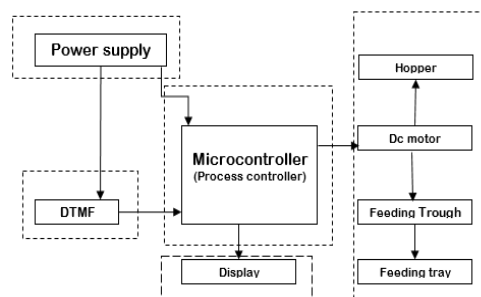 Power supply
Hopper
Microcontroller
(Process controller)
Dc motor
DTMF
Feeding Trough
Display
Feeding tray